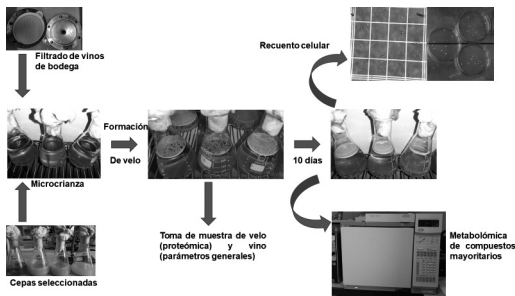 Filtrado de vinos
de bodega
Recuento celular
Formación
De velo
10 días
Microcrianza
Toma de muestra de velo
(proteómica) y vino
(parámetros generales)
Metabolómica
de compuestos
mayoritarios
Cepas seleccionadas